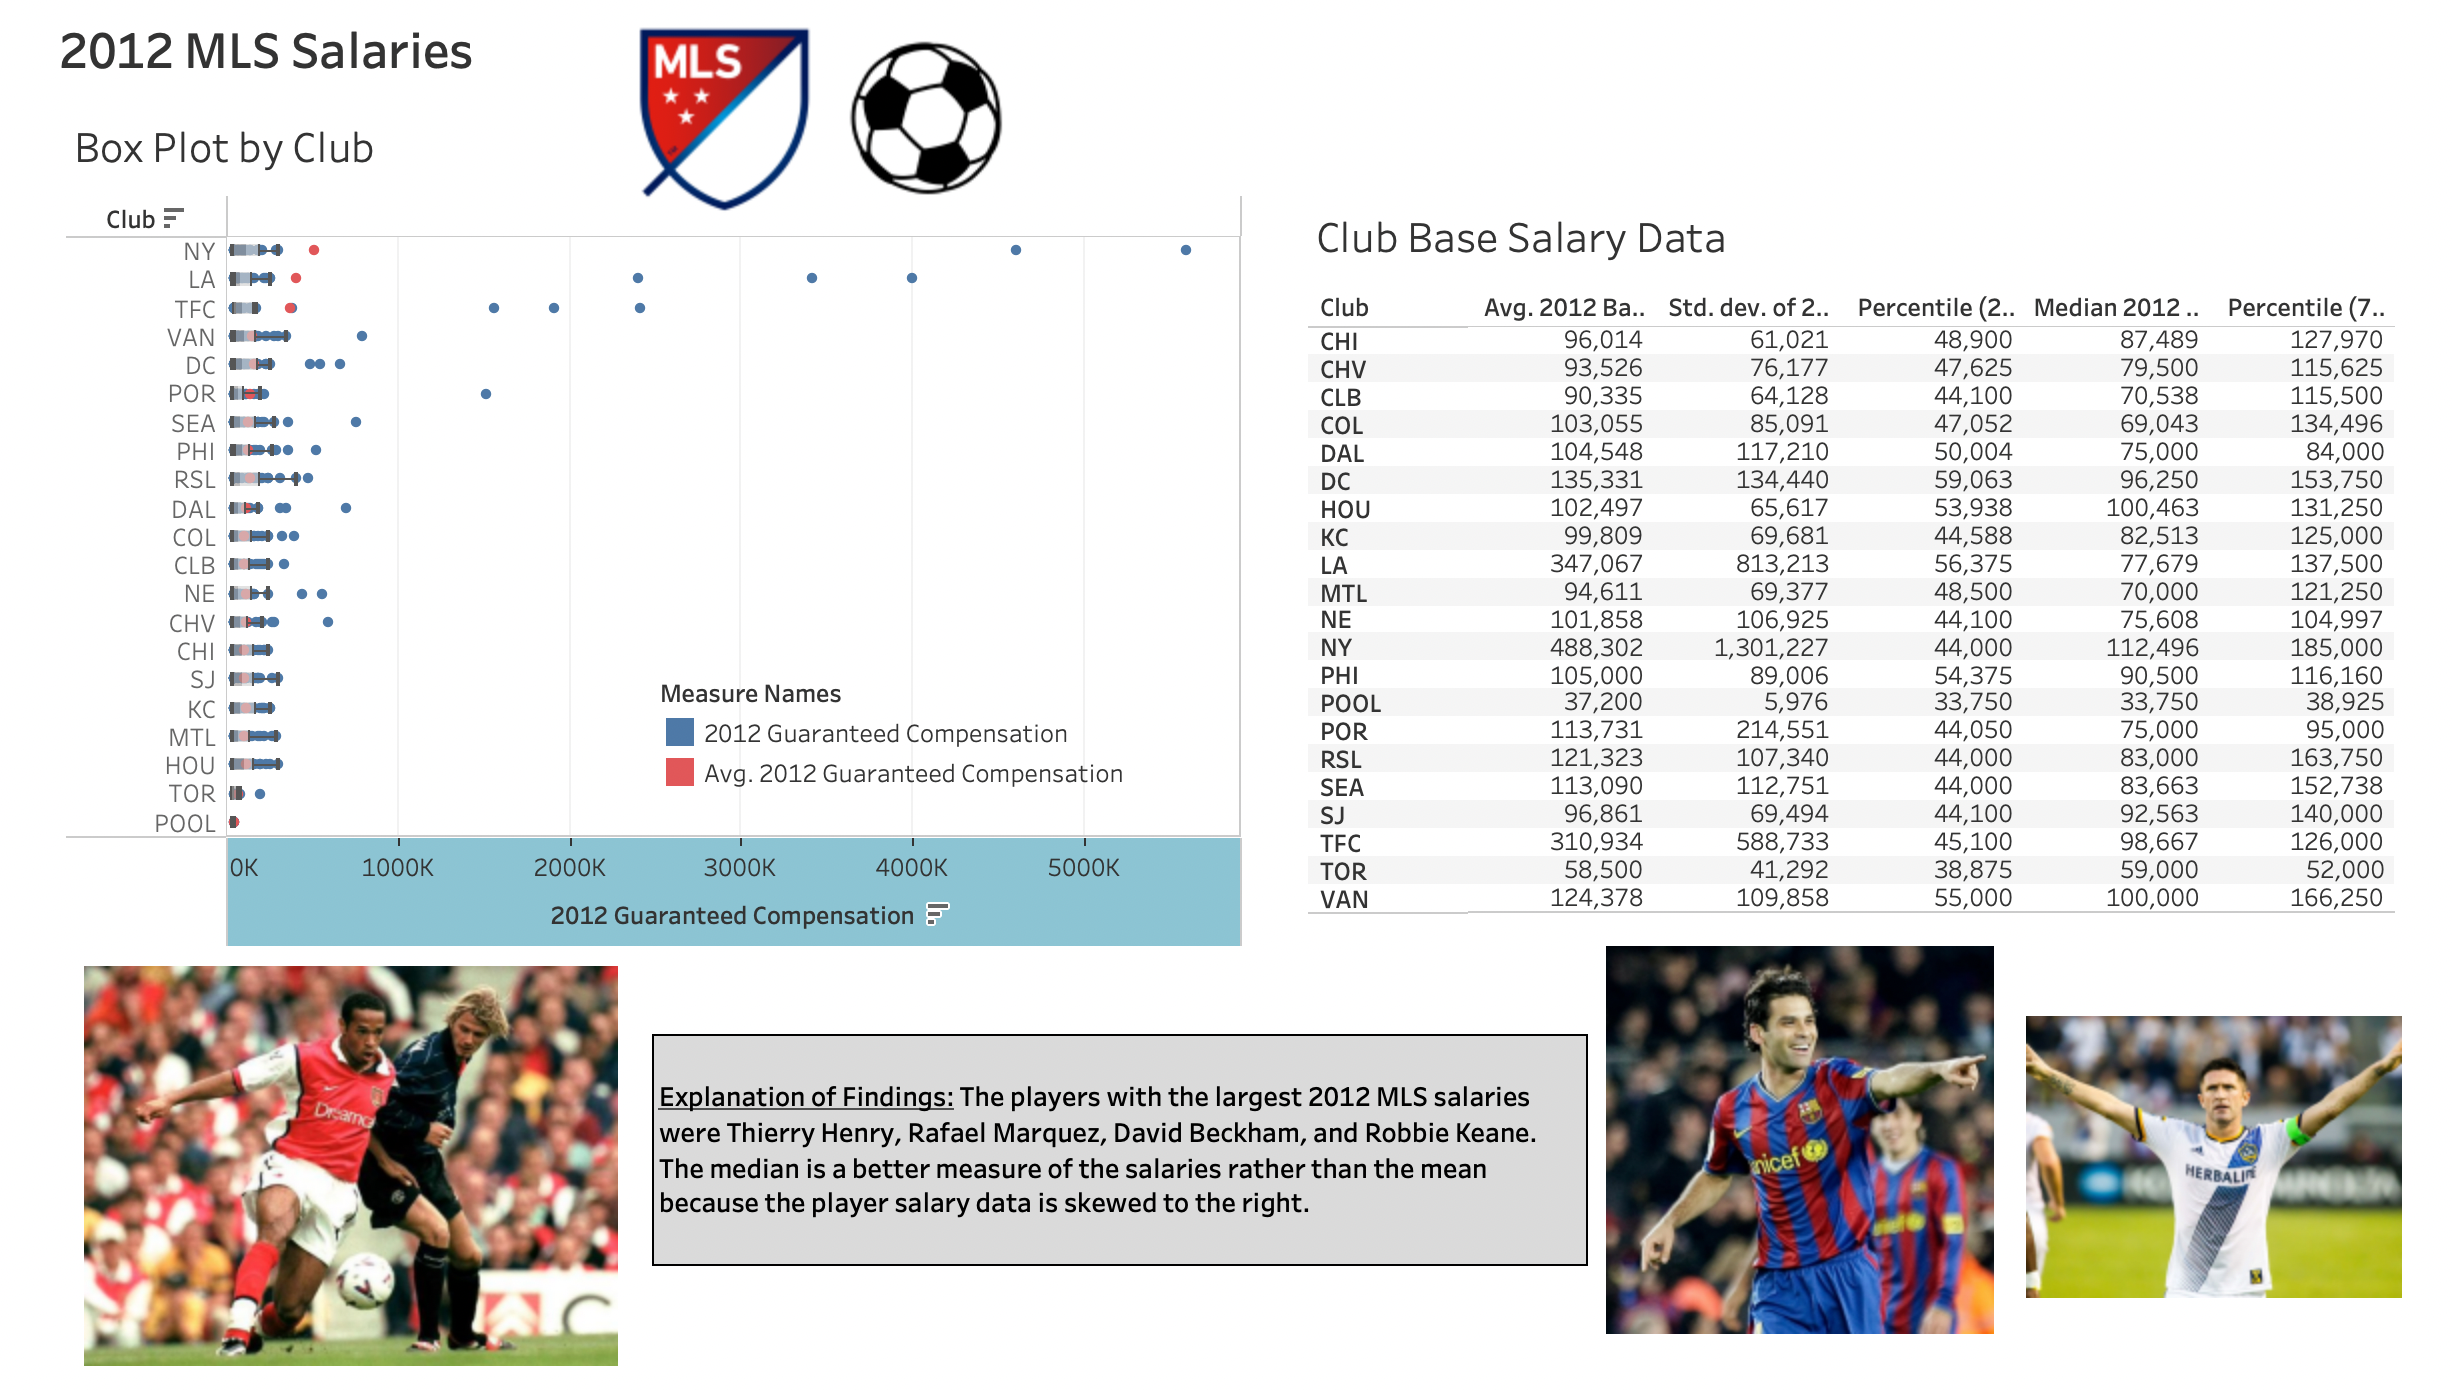 2012 MLS Salaries
MLS
Box Plot by Club
Club
NY
LA
TFC
VAN
DC
POR
SEA
PHI
RSL
DAL
COL
CLB
NE
CHV
CHI
SJ
KC
MTL
HOU
TOR
POOL
Measure Names
2012 Guaranteed Compensation
Avg. 2012 Guaranteed Compensation
0K 1000K 2000K 3000K 4000K 5000K
2012 Guaranteed Compensation
Club Base Salary Data
Club Avg. 2012 Ba.. Std. dev. of 2.. Percentile (2.. Median 2012 .. Percentile (7..
CHI 96,014 61,021 48,900 87,489 127,970
CHV 93,526 76,177 47,625 79,500 115,625
CLB 90,335 64,128 44,100 70,538 115,500
COL 103,055 85,091 47,052 69,043 134,496
DAL 104,548 117,210 50,004 75,000 84,000
DC 135,331 134,440 59,063 96,250 153,750
HOU 102,497 65,617 53,938 100,463 131,250
KC 99,809 69,681 44,588 82,513 125,000
LA 347,067 813,213 56,375 77,679 137,500
MTL 94,611 69,377 48,500 70,000 121,250
NE 101,858 106,925 44,100 75,608 104,997
NY 488,302 1,301,227 44,000 112,496 185,000
PHI 105,000 89,006 54,375 90,500 116,160
POOL 37,200 5,976 33,750 33,750 38,925
POR 113,731 214,551 44,050 75,000 95,000
RSL 121,323 107,340 44,000 83,000 163,750
SEA 113,090 112,751 44,000 83,663 152,738
SJ 96,861 69,494 44,100 92,563 140,000
TFC 310,934 588,733 45,100 98,667 126,000
TOR 58,500 41,292 38,875 59,000 52,000
VAN 124,378 109,858 55,000 100,000 166,250
Explanation of Findings: The players with the largest 2012 MLS salaries
were Thierry Henry, Rafael Marquez, David Beckham, and Robbie Keane.
The median is a better measure of the salaries rather than the mean
because the player salary data is skewed to the right.
Dreamc
unicef
HERBALIFE